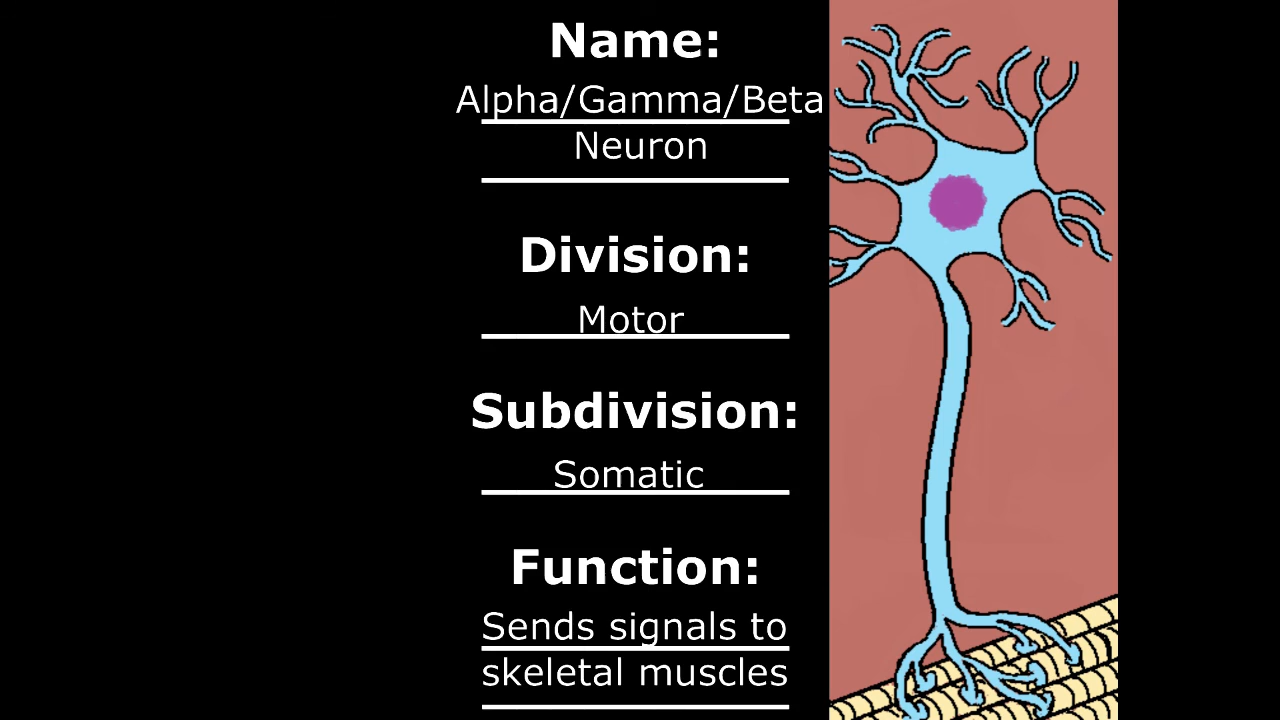 Name:
Alpha/Gamma/Beta
Neuron
Division:
Motor
Subdivision:
Somatic
Function:
Sends signals to
skeletal muscles